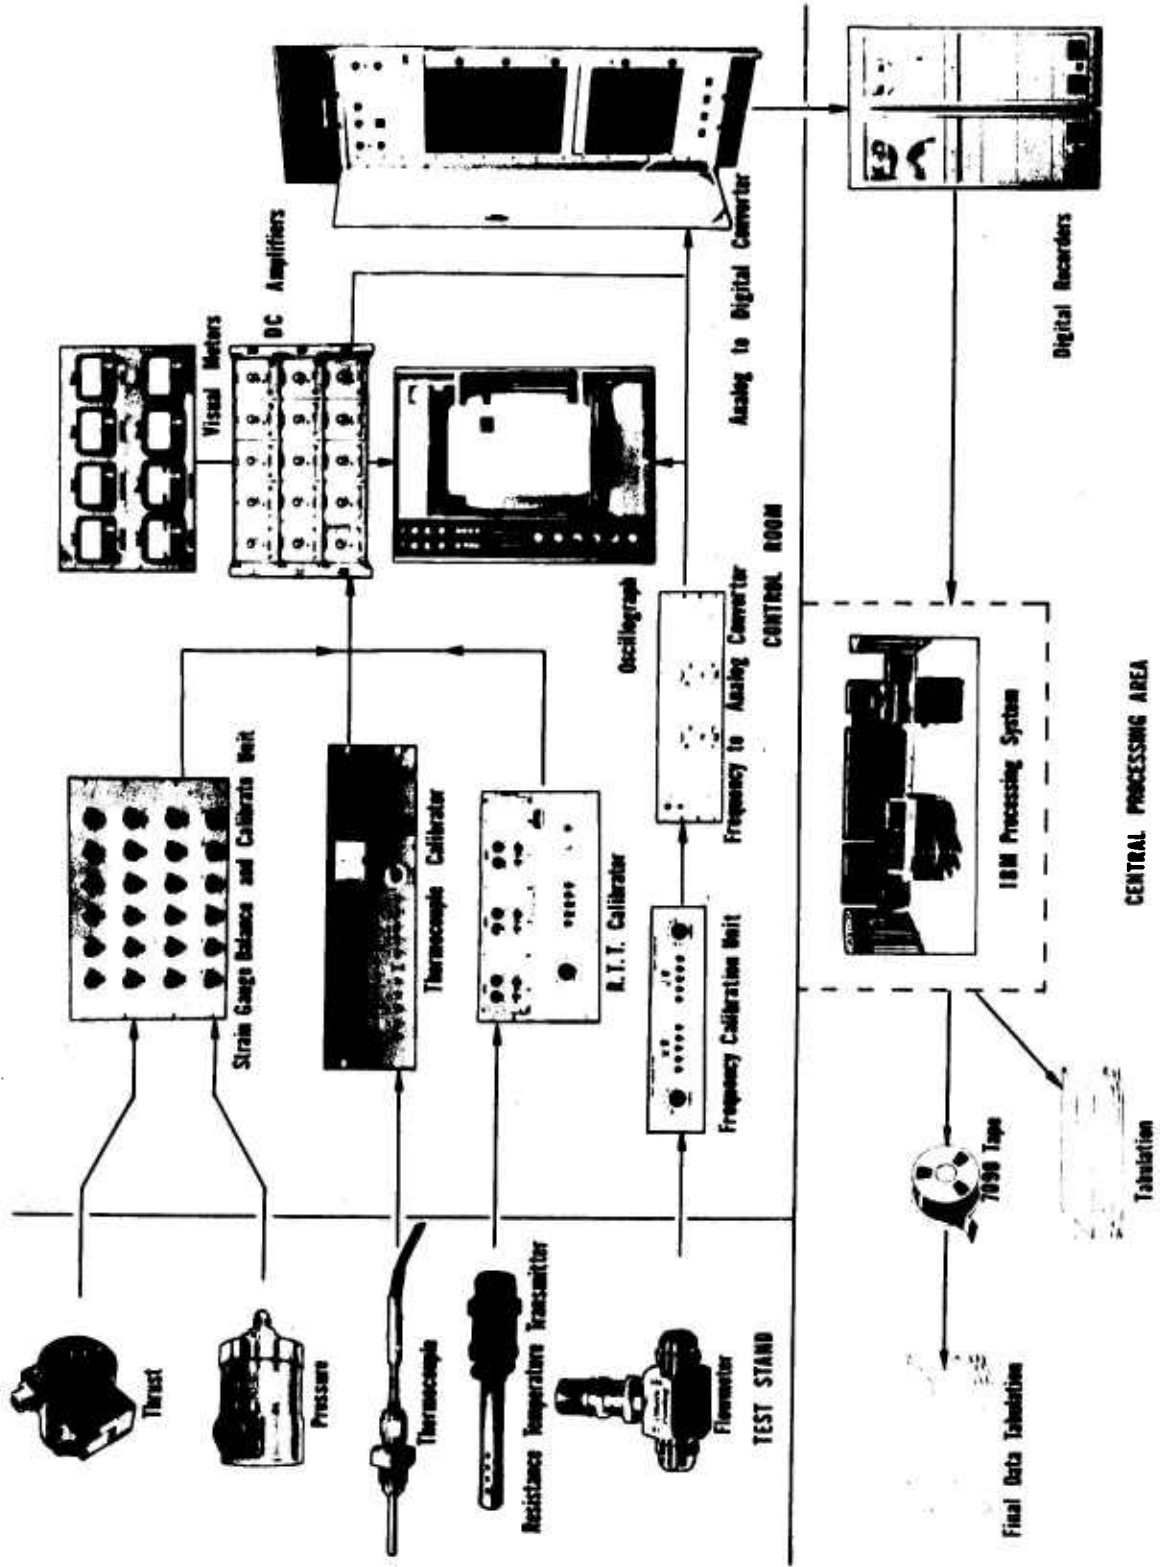 Thrust
Pressure
Thermocouple
Resistance Temperature Transmitter
Flowmeter
TEST STAND
Strain Gauge Balance and Calibrate Unit
Thermocouple Calibrator
R.T.T. Calibrator
Frequency Calibration Unit
Visual Meters
DC Amplifiers
Oscillograph
Frequency to Analog Converter
CONTROL ROOM
Analog to Digital Converter
Digital Recorders
IBM Processing System
CENTRAL PROCESSING AREA
7090 Tape
Tabulation
Final Data Tabulation